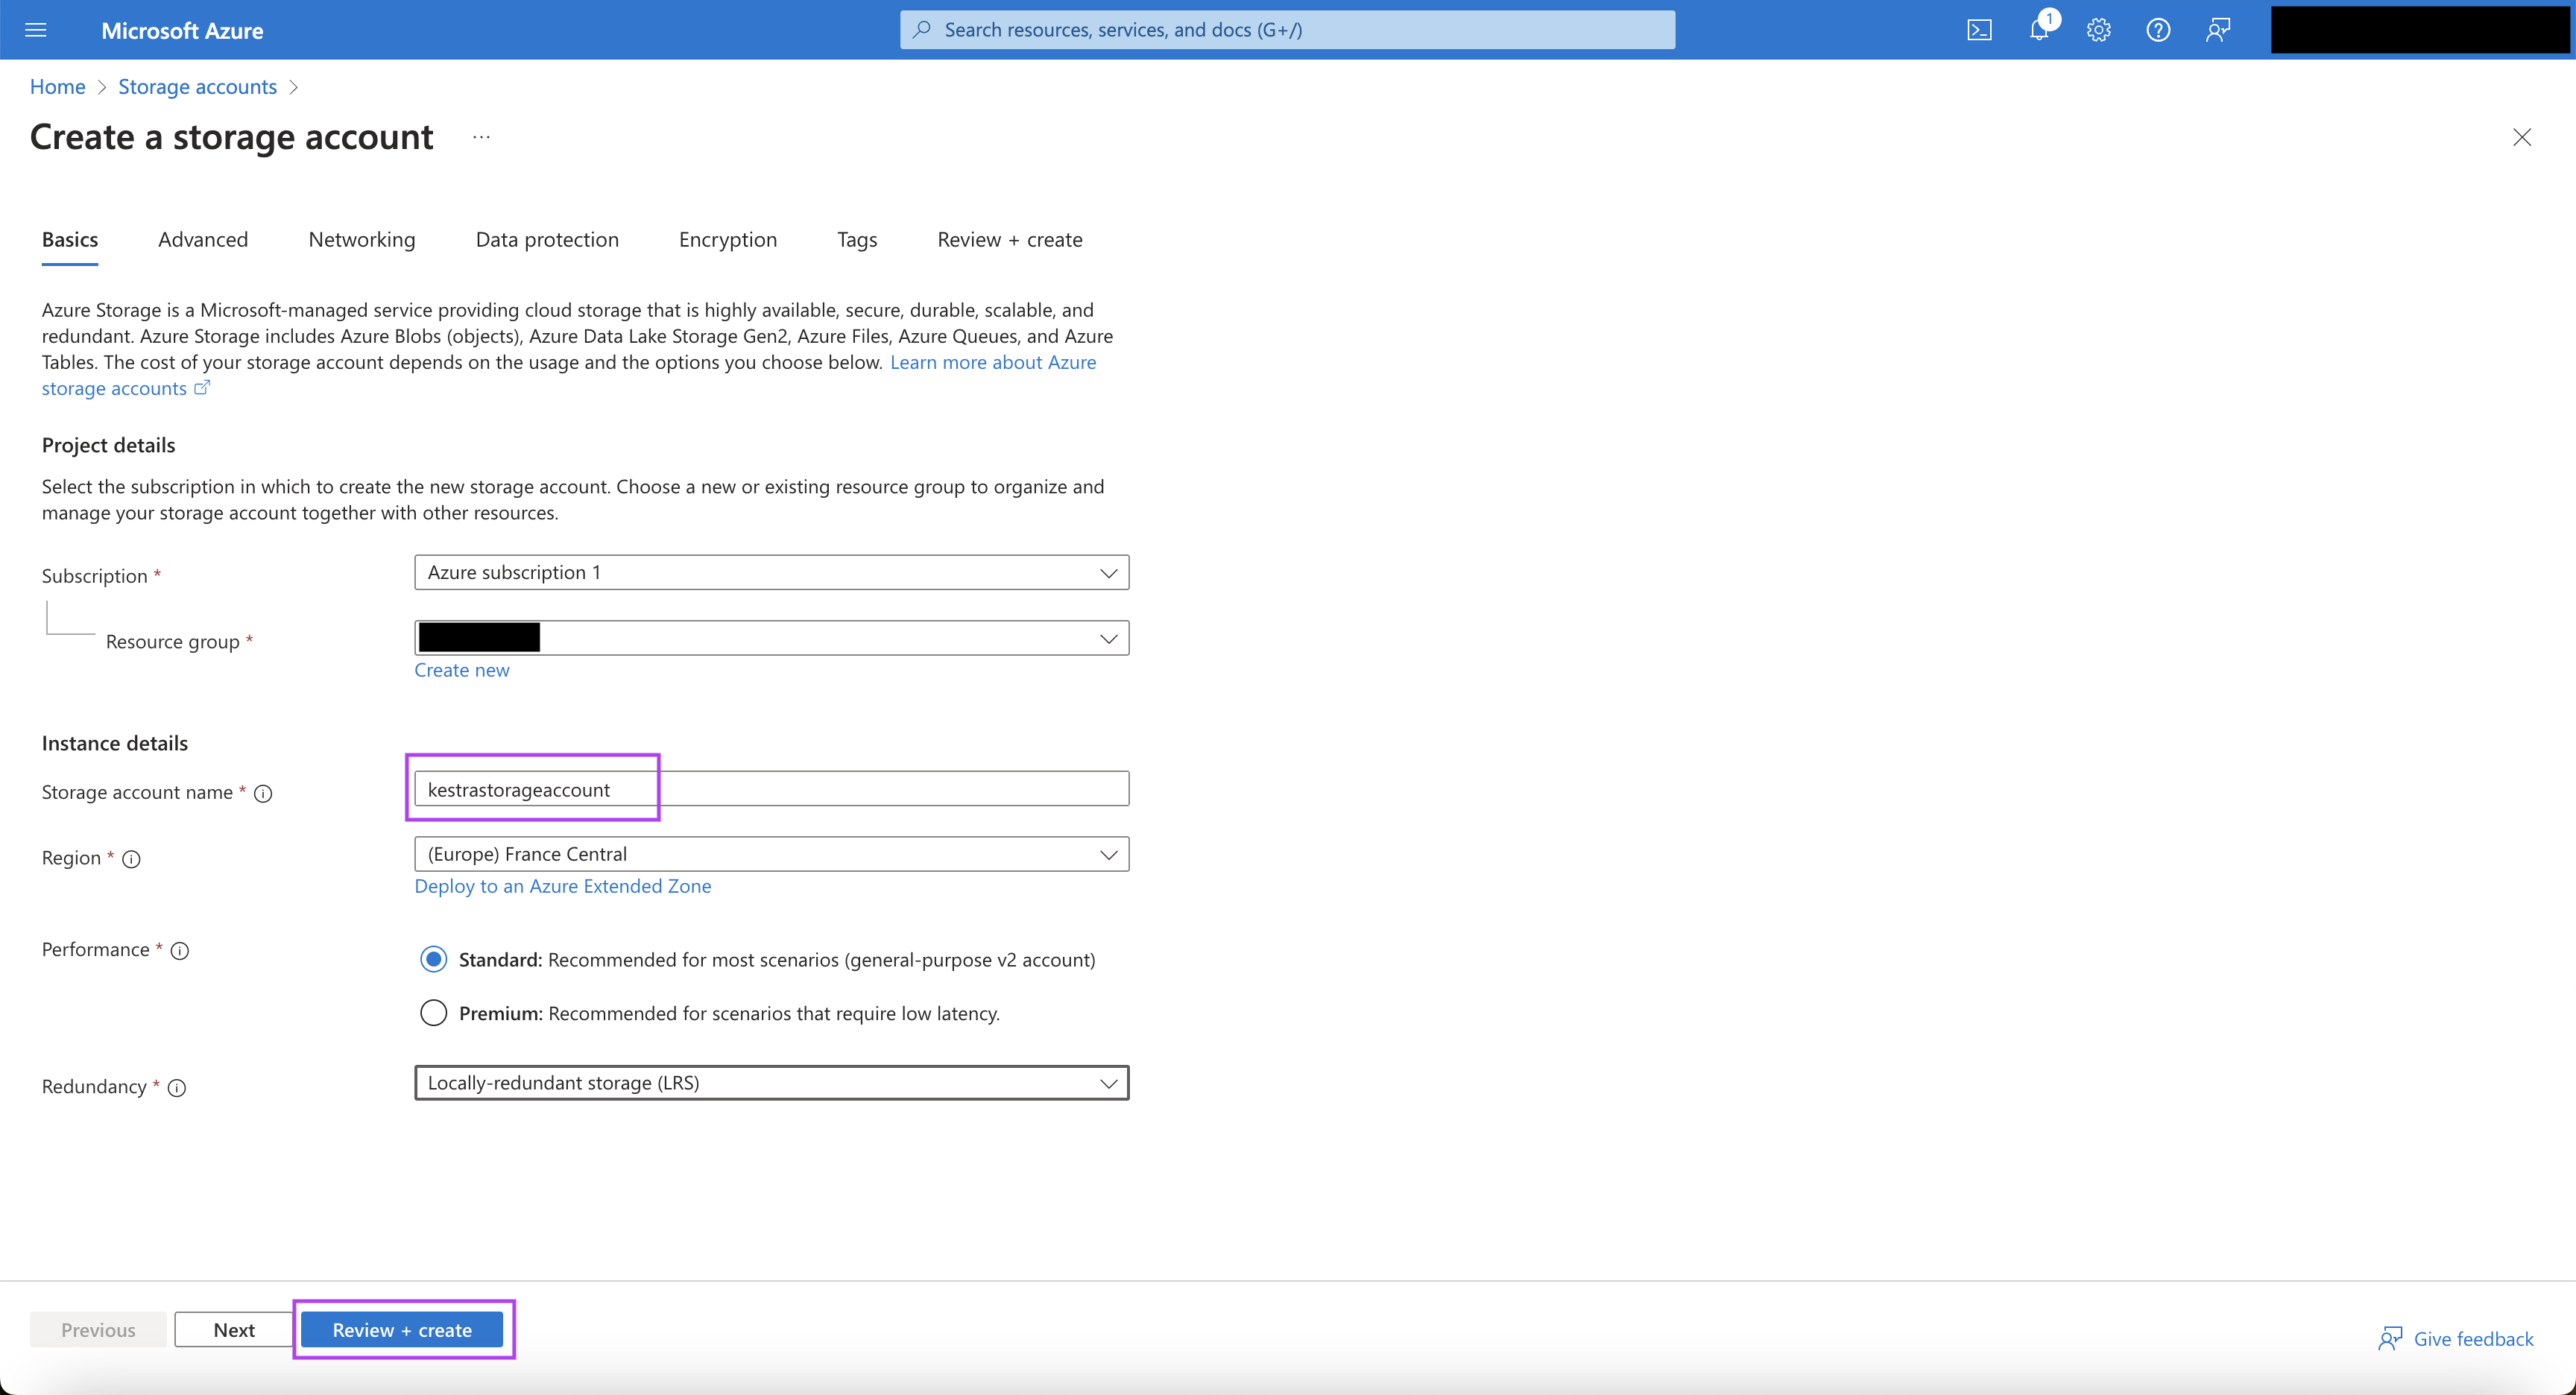 Microsoft Azure
Search resources, services, and docs (G+/)
1
Home > Storage accounts >
Create a storage account ...
Basics Advanced Networking Data protection Encryption Tags Review + create
Azure Storage is a Microsoft-managed service providing cloud storage that is highly available, secure, durable, scalable, and
redundant. Azure Storage includes Azure Blobs (objects), Azure Data Lake Storage Gen2, Azure Files, Azure Queues, and Azure
Tables. The cost of your storage account depends on the usage and the options you choose below. Learn more about Azure
storage accounts
Project details
Select the subscription in which to create the new storage account. Choose a new or existing resource group to organize and
manage your storage account together with other resources.
Subscription *
Azure subscription 1
Resource group *
Create new
Instance details
Storage account name *
kestrastorageaccount
Region *
(Europe) France Central
Deploy to an Azure Extended Zone
Performance *
Standard: Recommended for most scenarios (general-purpose v2 account)
Premium: Recommended for scenarios that require low latency.
Redundancy *
Locally-redundant storage (LRS)
Previous Next Review + create
Give feedback